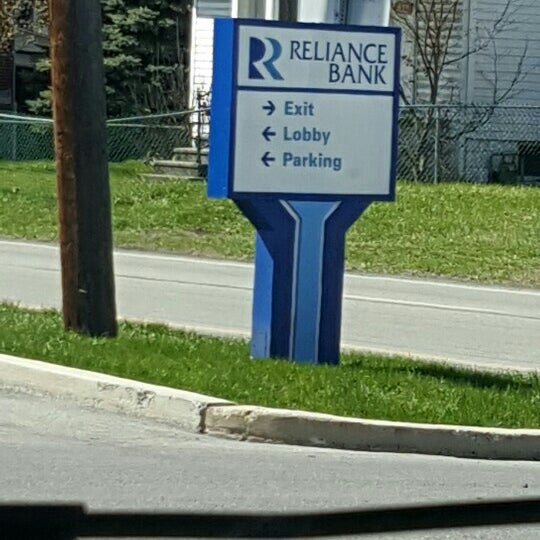 R RELIANCE
BANK
→ Exit
← Lobby
← Parking